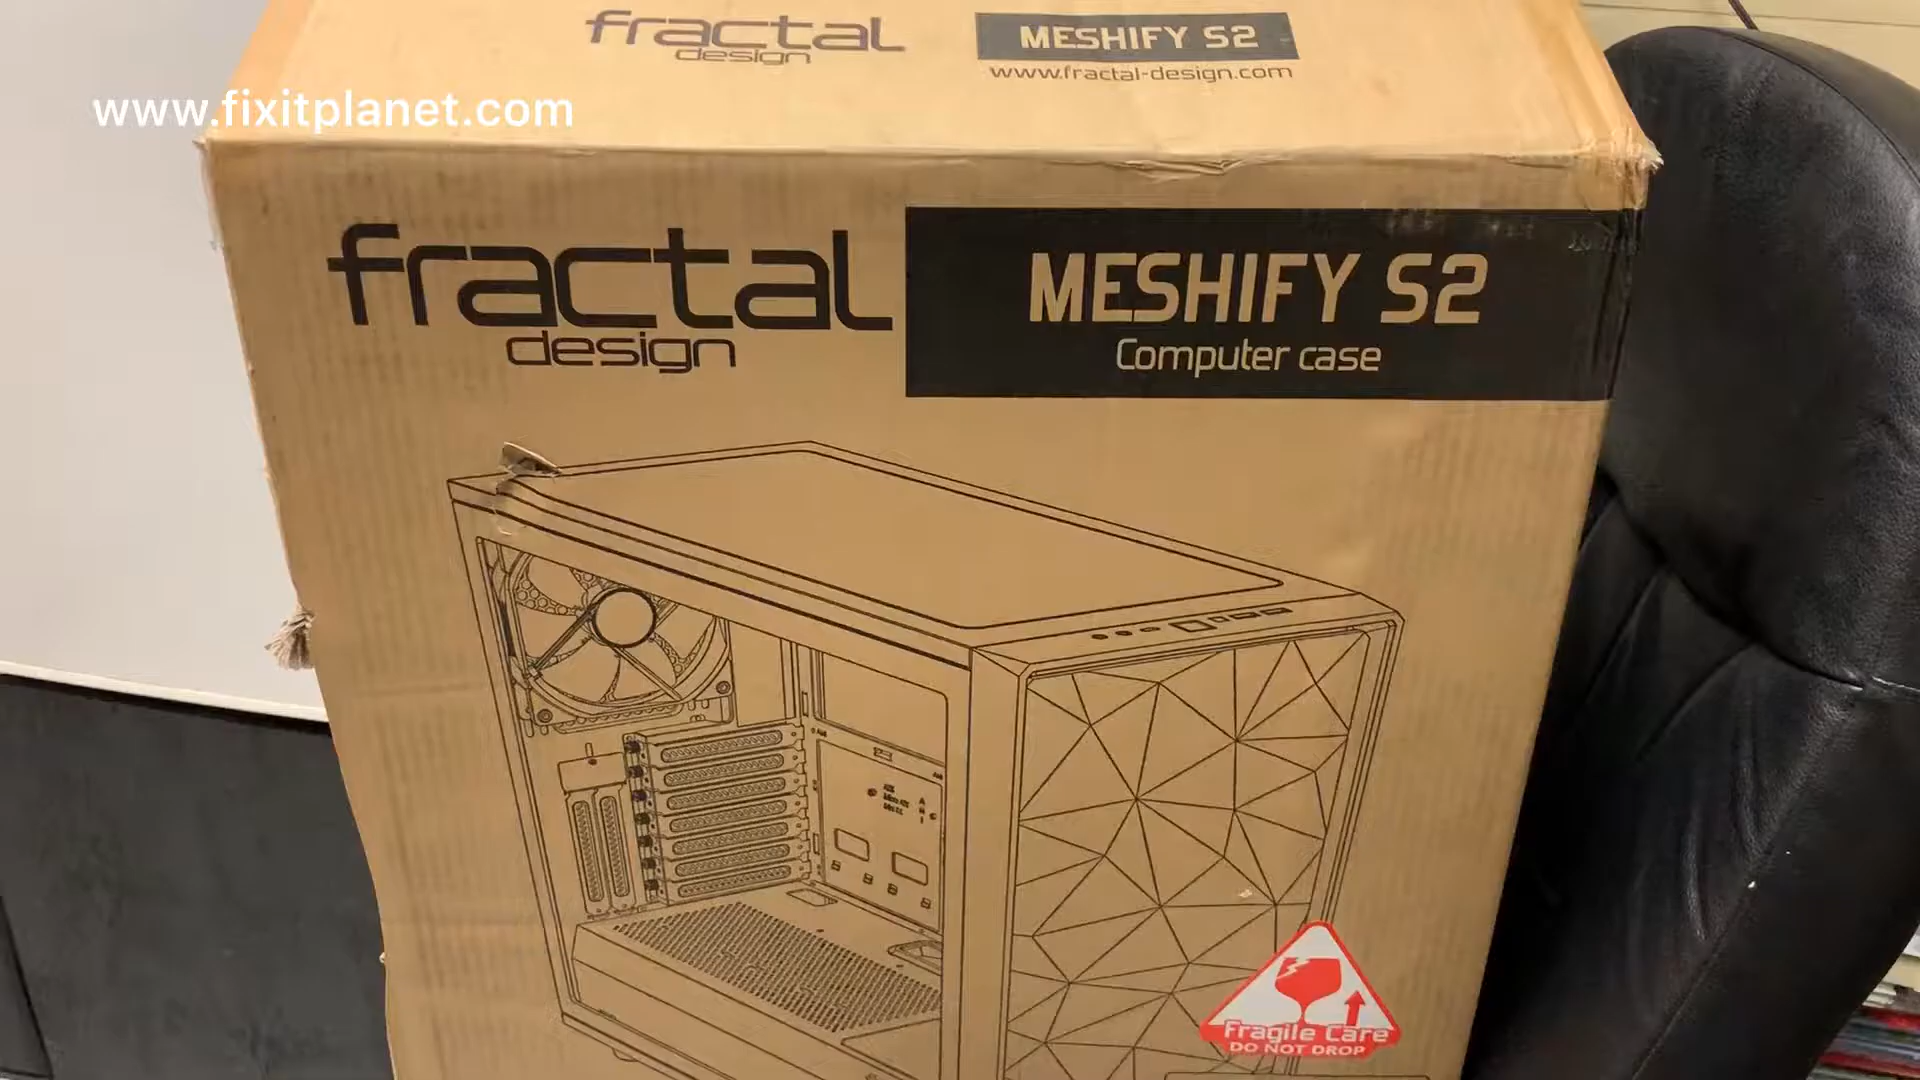 fractal
design
MESHIFY S2
www.fractal-design.com
www.fixitplanet.com
fractal
design
MESHIFY S2
Computer case
ATX
Fragile Care
DO NOT DROP